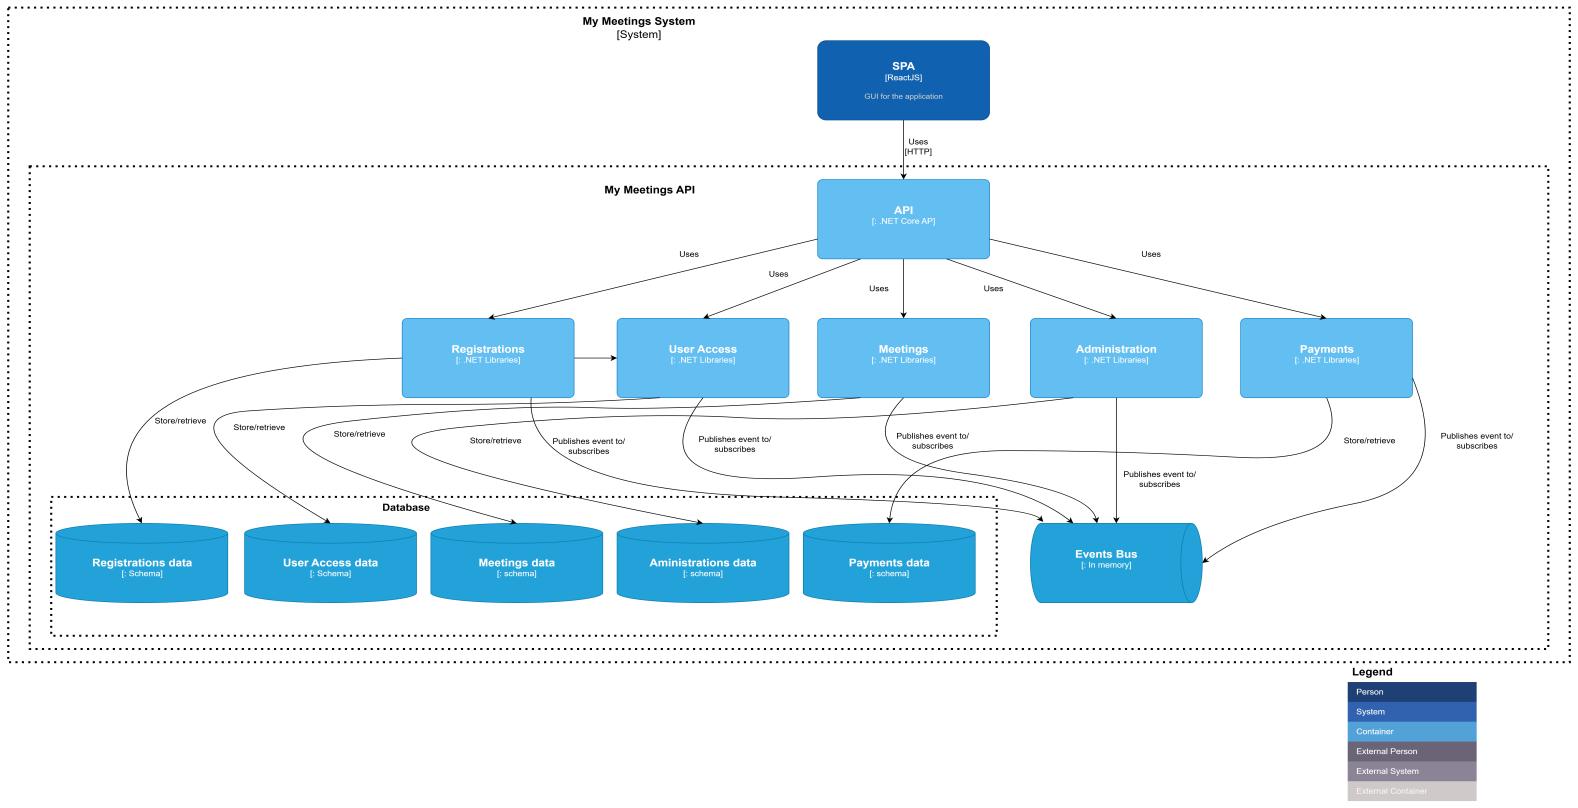 My Meetings System
[System]
SPA
[ReactJS]
GUI for the application
Uses
[HTTP]
My Meetings API
API
[: .NET Core AP]
Uses
Uses
Uses
Uses
Uses
Registrations
[: .NET Libraries]
User Access
[: .NET Libraries]
Meetings
[: .NET Libraries]
Administration
[: .NET Libraries]
Payments
[: .NET Libraries]
Store/retrieve
Store/retrieve
Store/retrieve
Store/retrieve
Publishes event to/
subscribes
Publishes event to/
subscribes
Publishes event to/
subscribes
Publishes event to/
subscribes
Store/retrieve
Publishes event to/
subscribes
Database
Registrations data
[: Schema]
User Access data
[: Schema]
Meetings data
[: schema]
Aministrations data
[: schema]
Payments data
[: schema]
Events Bus
[: In memory]
Legend
Person
System
Container
External Person
External System
External Container